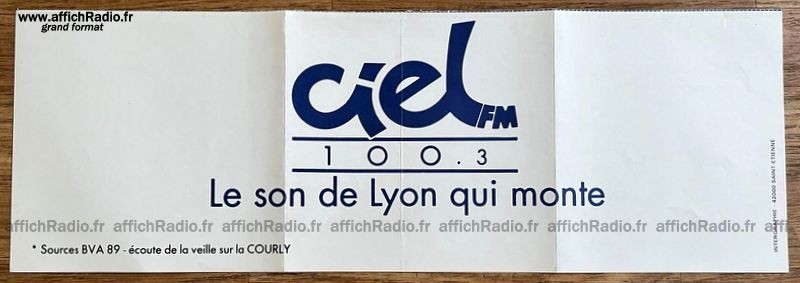 www.affichRadio.fr
grand format
ciel FM
100.3
Le son de Lyon qui monte
affichRadio.fr affichRadio.fr affichRadio.fr affichRadio.fr affichRadio.fr affichRadio.fr affichRadio.fr
* Sources BVA 89 - écoute de la veille sur la COURLY
INTERGRAPHIE - 42000 SAINT-ETIENNE